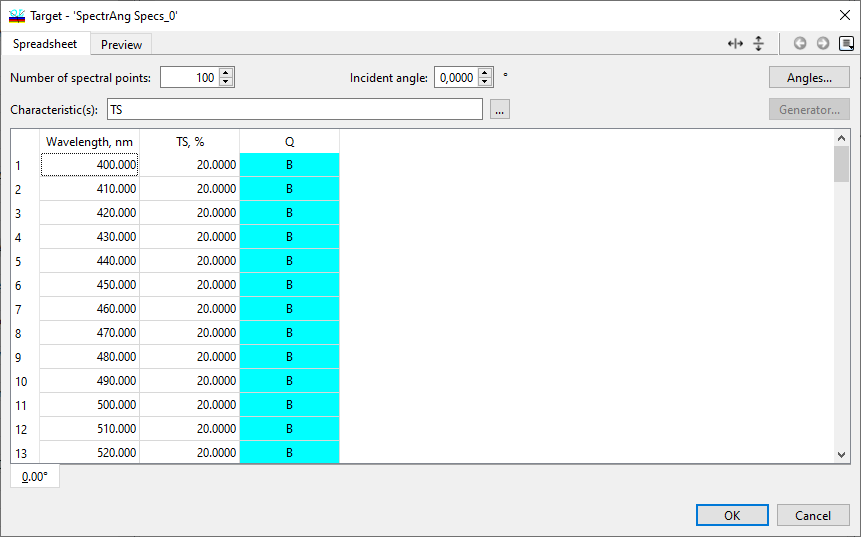 Target - 'SpectrAng Specs_0'
Spreadsheet Preview
Number of spectral points: 100 Incident angle: 0,0000 ° Angles...
Characteristic(s): TS ... Generator...
Wavelength, nm TS, % Q
1 400.000 20.0000 B
2 410.000 20.0000 B
3 420.000 20.0000 B
4 430.000 20.0000 B
5 440.000 20.0000 B
6 450.000 20.0000 B
7 460.000 20.0000 B
8 470.000 20.0000 B
9 480.000 20.0000 B
10 490.000 20.0000 B
11 500.000 20.0000 B
12 510.000 20.0000 B
13 520.000 20.0000 B
0.00°
OK Cancel